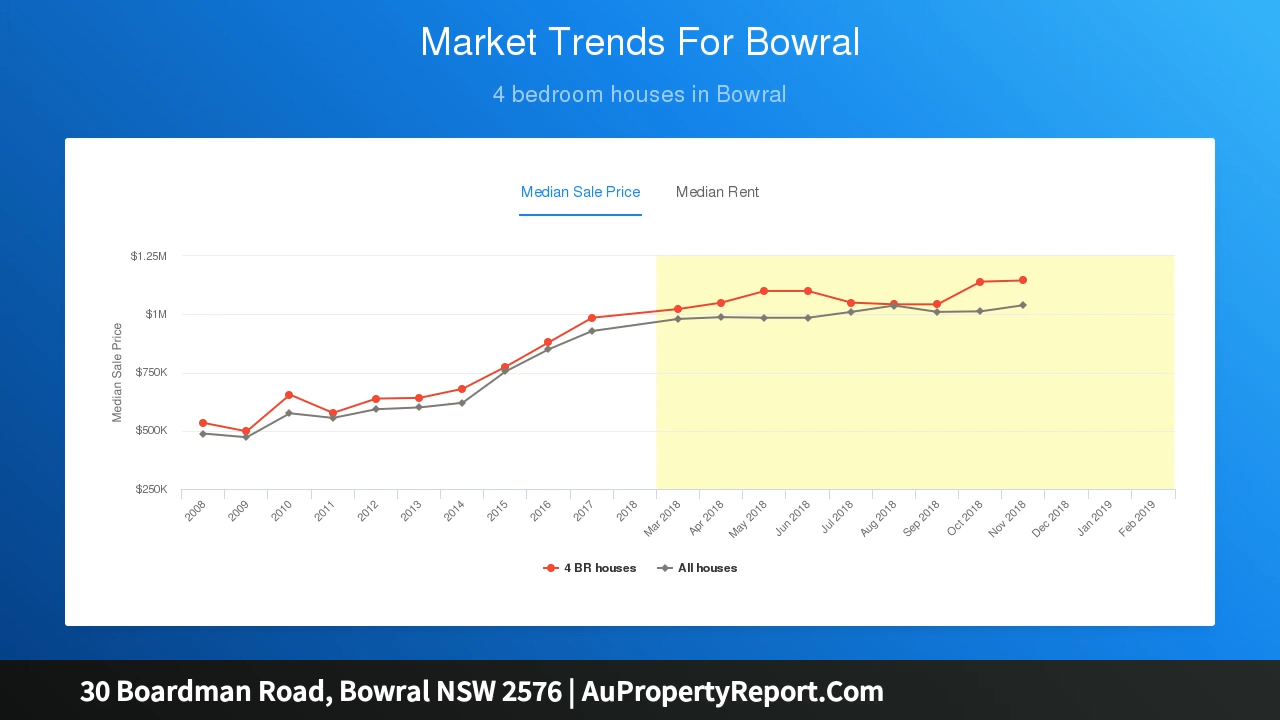 Market Trends For Bowral
4 bedroom houses in Bowral
Median Sale Price Median Rent
Median Sale Price
$1.25M
$1M
$750K
$500K
$250K
2008 2009 2010 2011 2012 2013 2014 2015 2016 2017 2018 Mar 2018 Apr 2018 May 2018 Jun 2018 Jul 2018 Aug 2018 Sep 2018 Oct 2018 Nov 2018 Dec 2018 Jan 2019 Feb 2019
4 BR houses All houses
30 Boardman Road, Bowral NSW 2576 | AuPropertyReport.Com